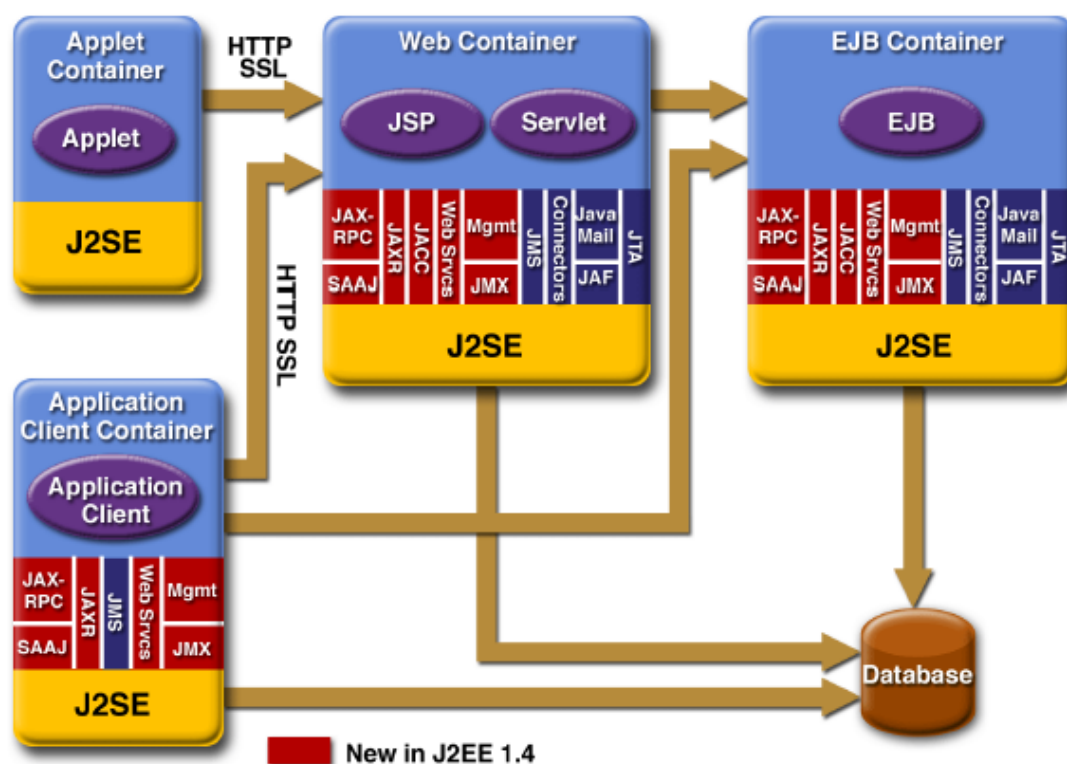 Applet
Container
Applet
J2SE
HTTP
SSL
Web Container
JSP
Servlet
JAX-
RPC
SAAJ
JAXR
JACC
Web Srvcs
Mgmt
JMX
JMS
Connectors
Java
Mail
JAF
JTA
J2SE
EJB Container
EJB
JAX-
RPC
SAAJ
JAXR
JACC
Web Srvcs
Mgmt
JMX
JMS
Connectors
Java
Mail
JAF
JTA
J2SE
HTTP SSL
Application
Client Container
Application
Client
JAX-
RPC
SAAJ
JAXR
JMS
Web Srvcs
Mgmt
JMX
J2SE
Database
New in J2EE 1.4